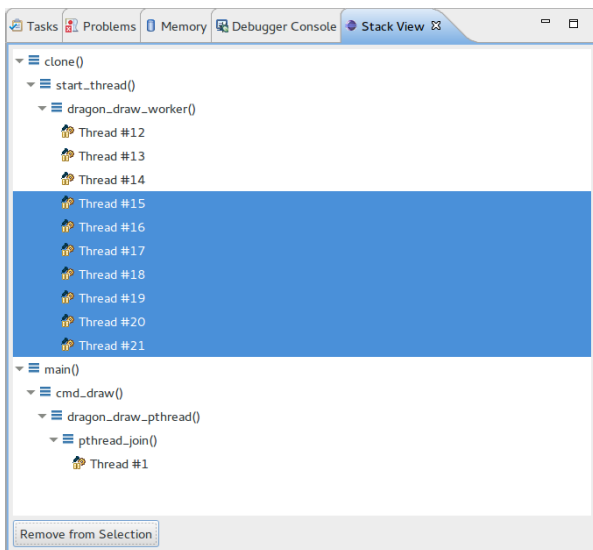 Tasks Problems Memory Debugger Console Stack View
clone()
start_thread()
dragon_draw_worker()
Thread #12
Thread #13
Thread #14
Thread #15
Thread #16
Thread #17
Thread #18
Thread #19
Thread #20
Thread #21
main()
cmd_draw()
dragon_draw_pthread()
pthread_join()
Thread #1
Remove from Selection